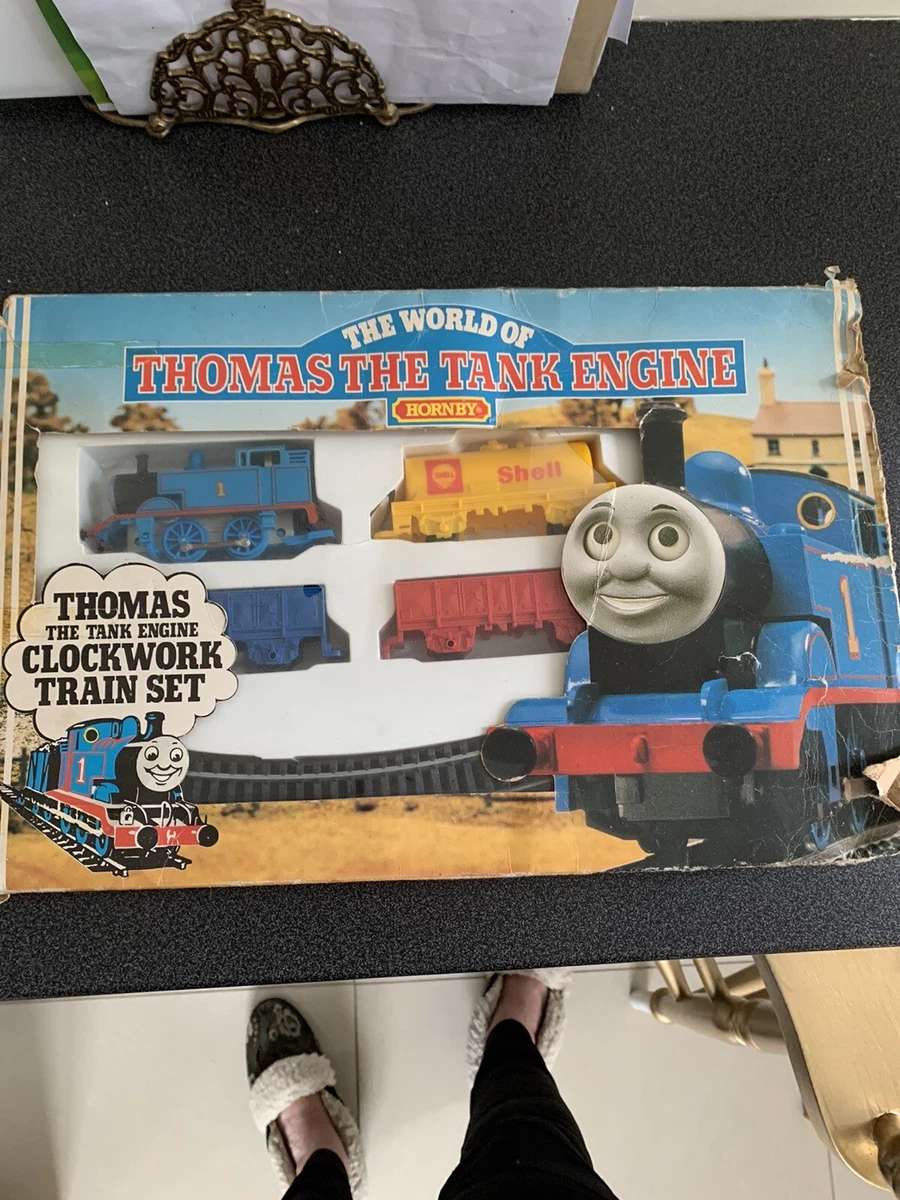 THE WORLD OF
THOMAS THE TANK ENGINE
HORNBY
1
SHELL
Shell
1
THOMAS
THE TANK ENGINE
CLOCKWORK
TRAIN SET
1